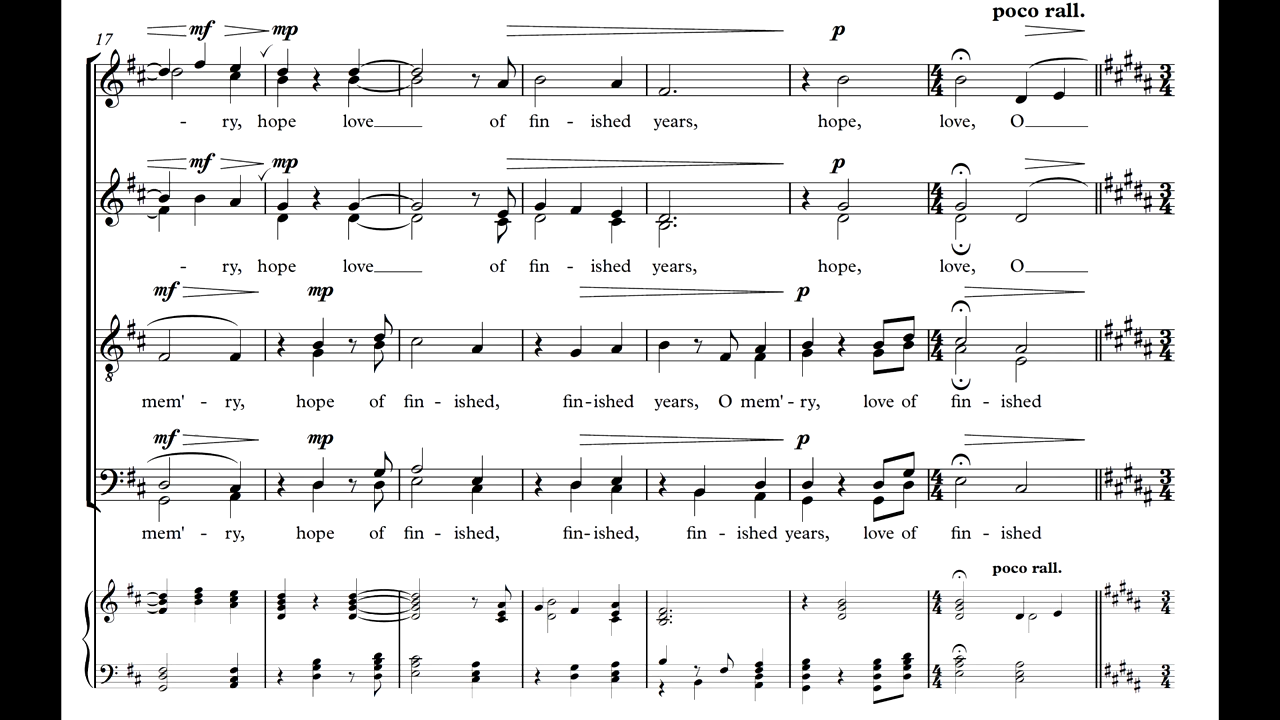 poco rall.
17 mf mp p
- ry, hope love of fin - ished years, hope, love, O
mf mp p
- ry, hope love of fin - ished years, hope, love, O
mf mp p
mem' - ry, hope of fin - ished, fin - ished years, O mem' - ry, love of fin - ished
mf mp p
mem' - ry, hope of fin - ished, fin - ished, fin - ished years, love of fin - ished
poco rall.